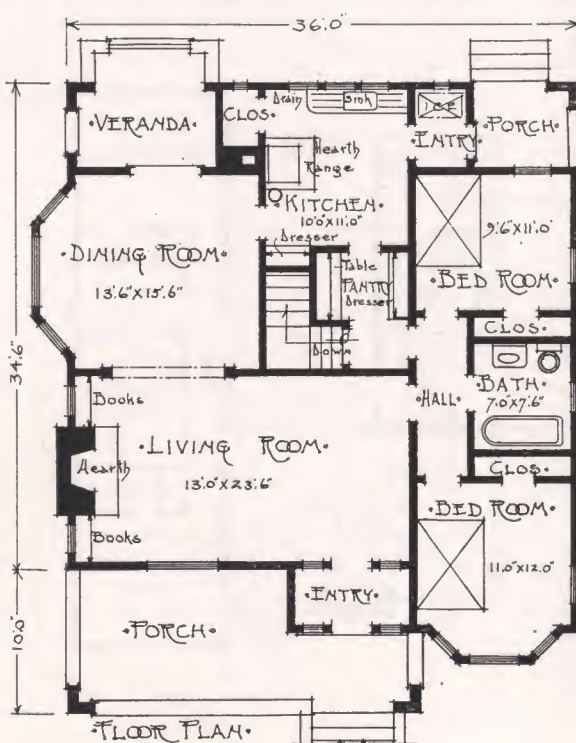 36'.0"
Drain
Sink
ICE
CLOS.
•VERANDA•
ENTRY
•PORCH•
Hearth
Range
•KITCHEN•
10'.0"X11'.0"
9'.6"X11'.0"
Dresser
•DINING ROOM•
13'.6"X15'.6"
Table
PANTRY
Dresser
•BED ROOM•
CLOS.
Down
34'.6"
•BATH•
7'.0"X7'.6"
Books
•HALL•
•LIVING ROOM•
13'.0"X23'.6"
Hearth
CLOS.
•BED ROOM•
Books
11'.0"X12'.0"
•ENTRY•
10'.0"
•PORCH•
•FLOOR PLAN•